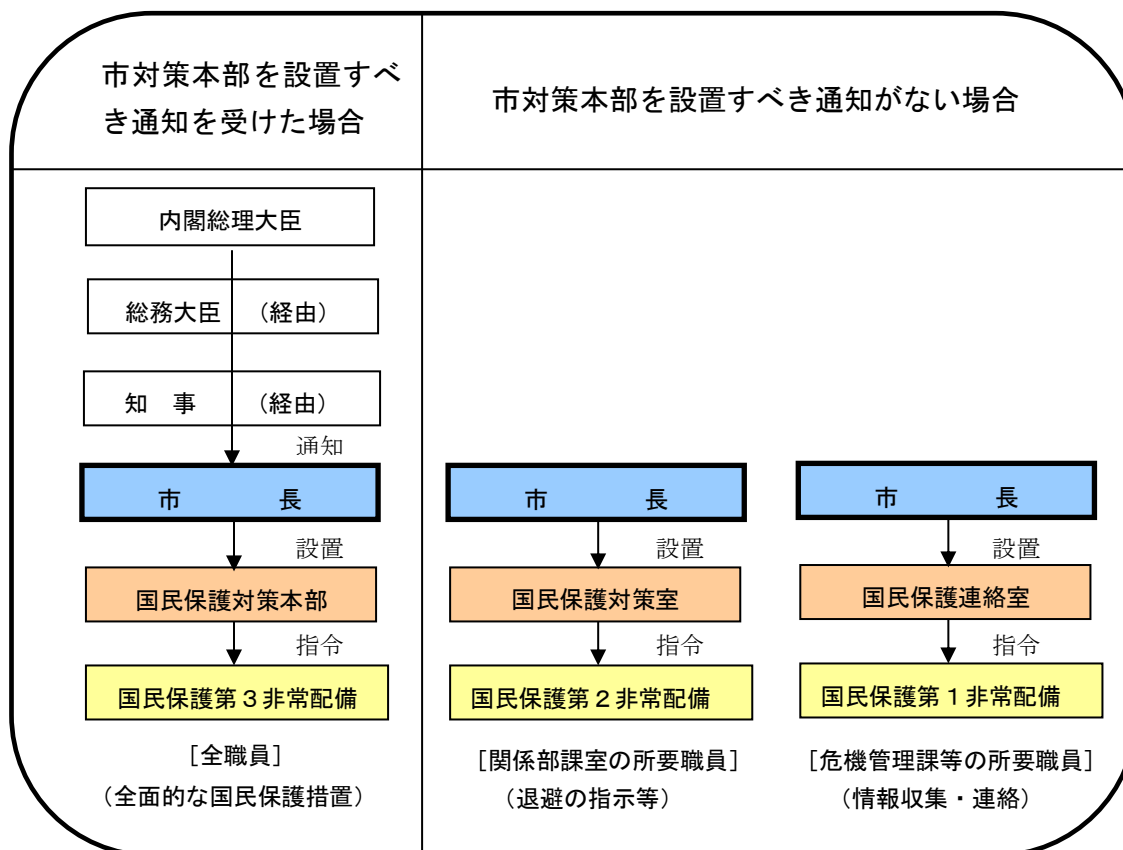 市対策本部を設置すべ
き通知を受けた場合
市対策本部を設置すべき通知がない場合
内閣総理大臣
総務大臣 (経由)
知 事 (経由)
通知
市 長
設置
国民保護対策本部
指令
国民保護第３非常配備
[全職員]
(全面的な国民保護措置)
市 長
設置
国民保護対策室
指令
国民保護第２非常配備
[関係部課室の所要職員]
(退避の指示等)
市 長
設置
国民保護連絡室
指令
国民保護第１非常配備
[危機管理課等の所要職員]
(情報収集・連絡)